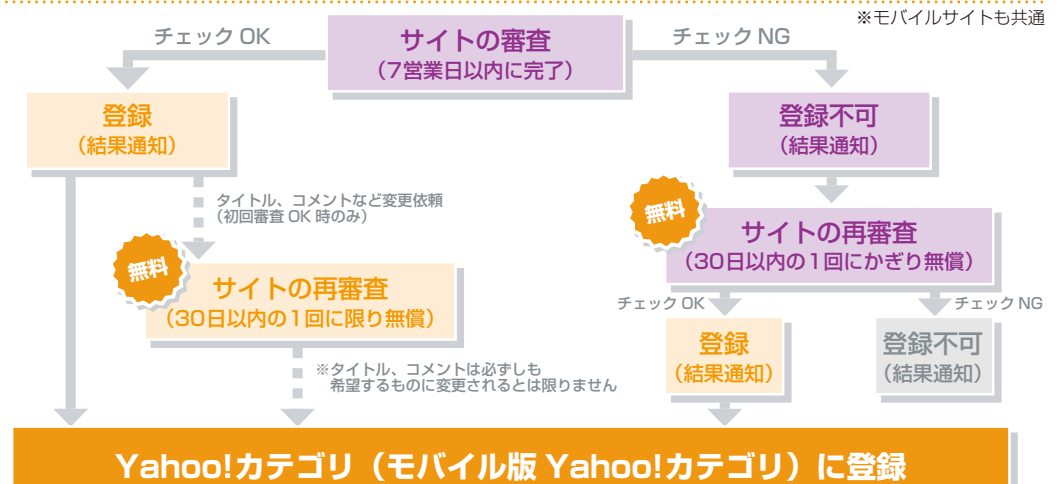 ※モバイルサイトも共通
チェック OK
サイトの審査
(7営業日以内に完了)
チェック NG
登録
(結果通知)
登録不可
(結果通知)
タイトル、コメントなど変更依頼
(初回審査 OK 時のみ)
無料
サイトの再審査
(30日以内の1回にかぎり無償)
無料
サイトの再審査
(30日以内の1回に限り無償)
チェック OK
チェック NG
登録
(結果通知)
登録不可
(結果通知)
※タイトル、コメントは必ずしも
希望するものに変更されるとは限りません
Yahoo!カテゴリ(モバイル版 Yahoo!カテゴリ)に登録